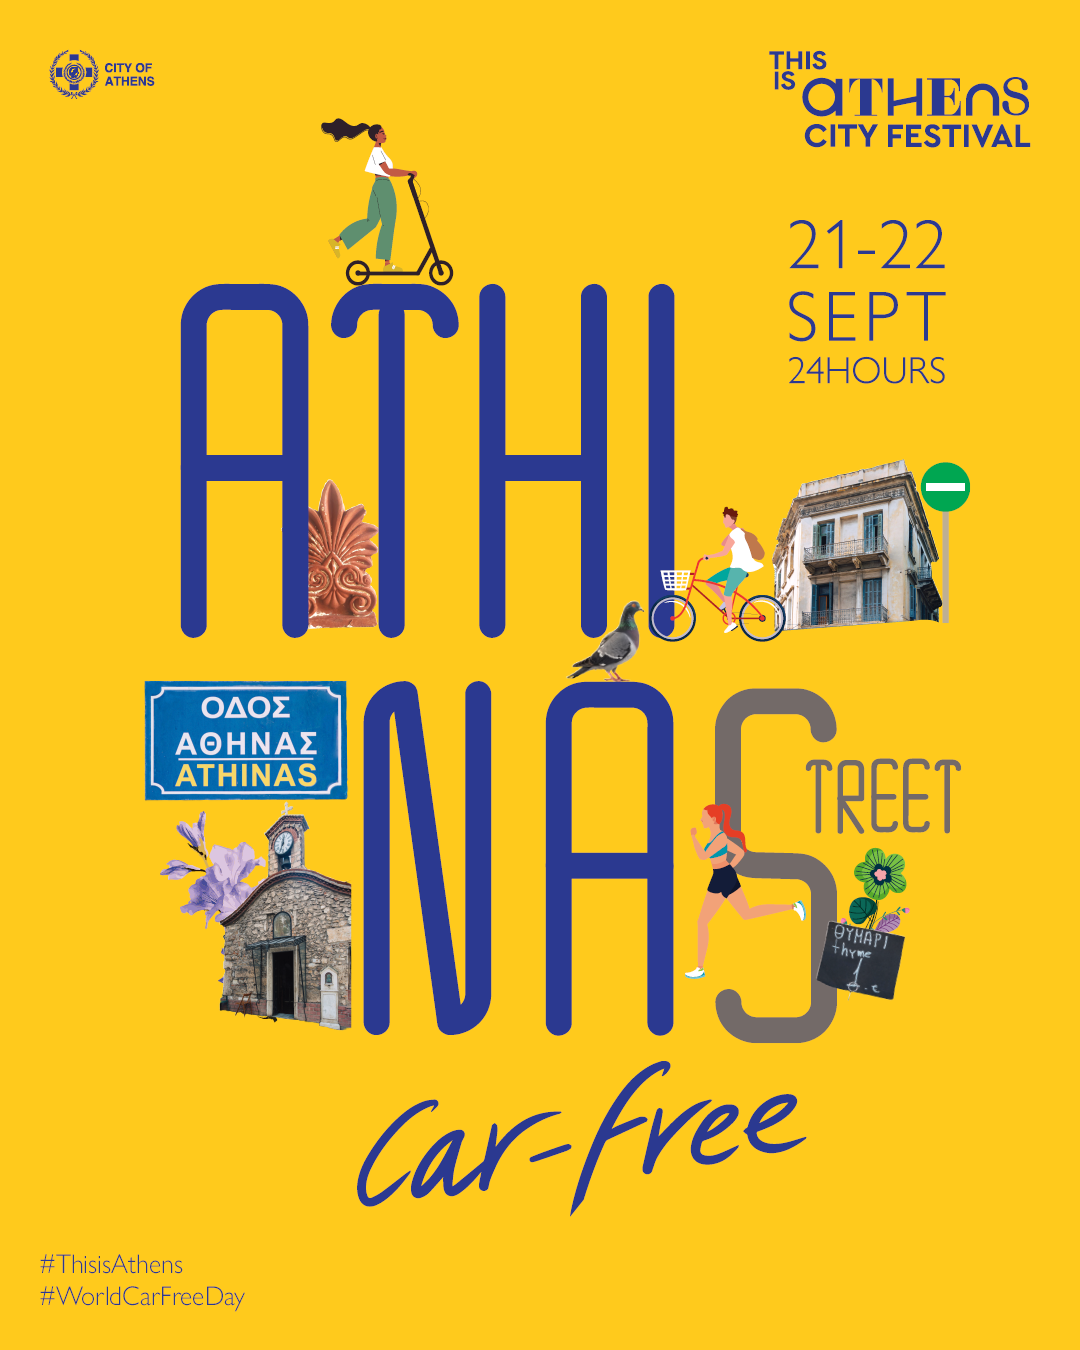 CITY OF
ATHENS
THIS
IS aTHEnS
CITY FESTIVAL
21-22
SEPT
24HOURS
ATHI
ΟΔΟΣ
ΑΘΗΝΑΣ
ATHINAS
NAS
TREET
ΘΥΜΑΡΙ
thyme
1
car-free
#ThisisAthens
#WorldCarFreeDay